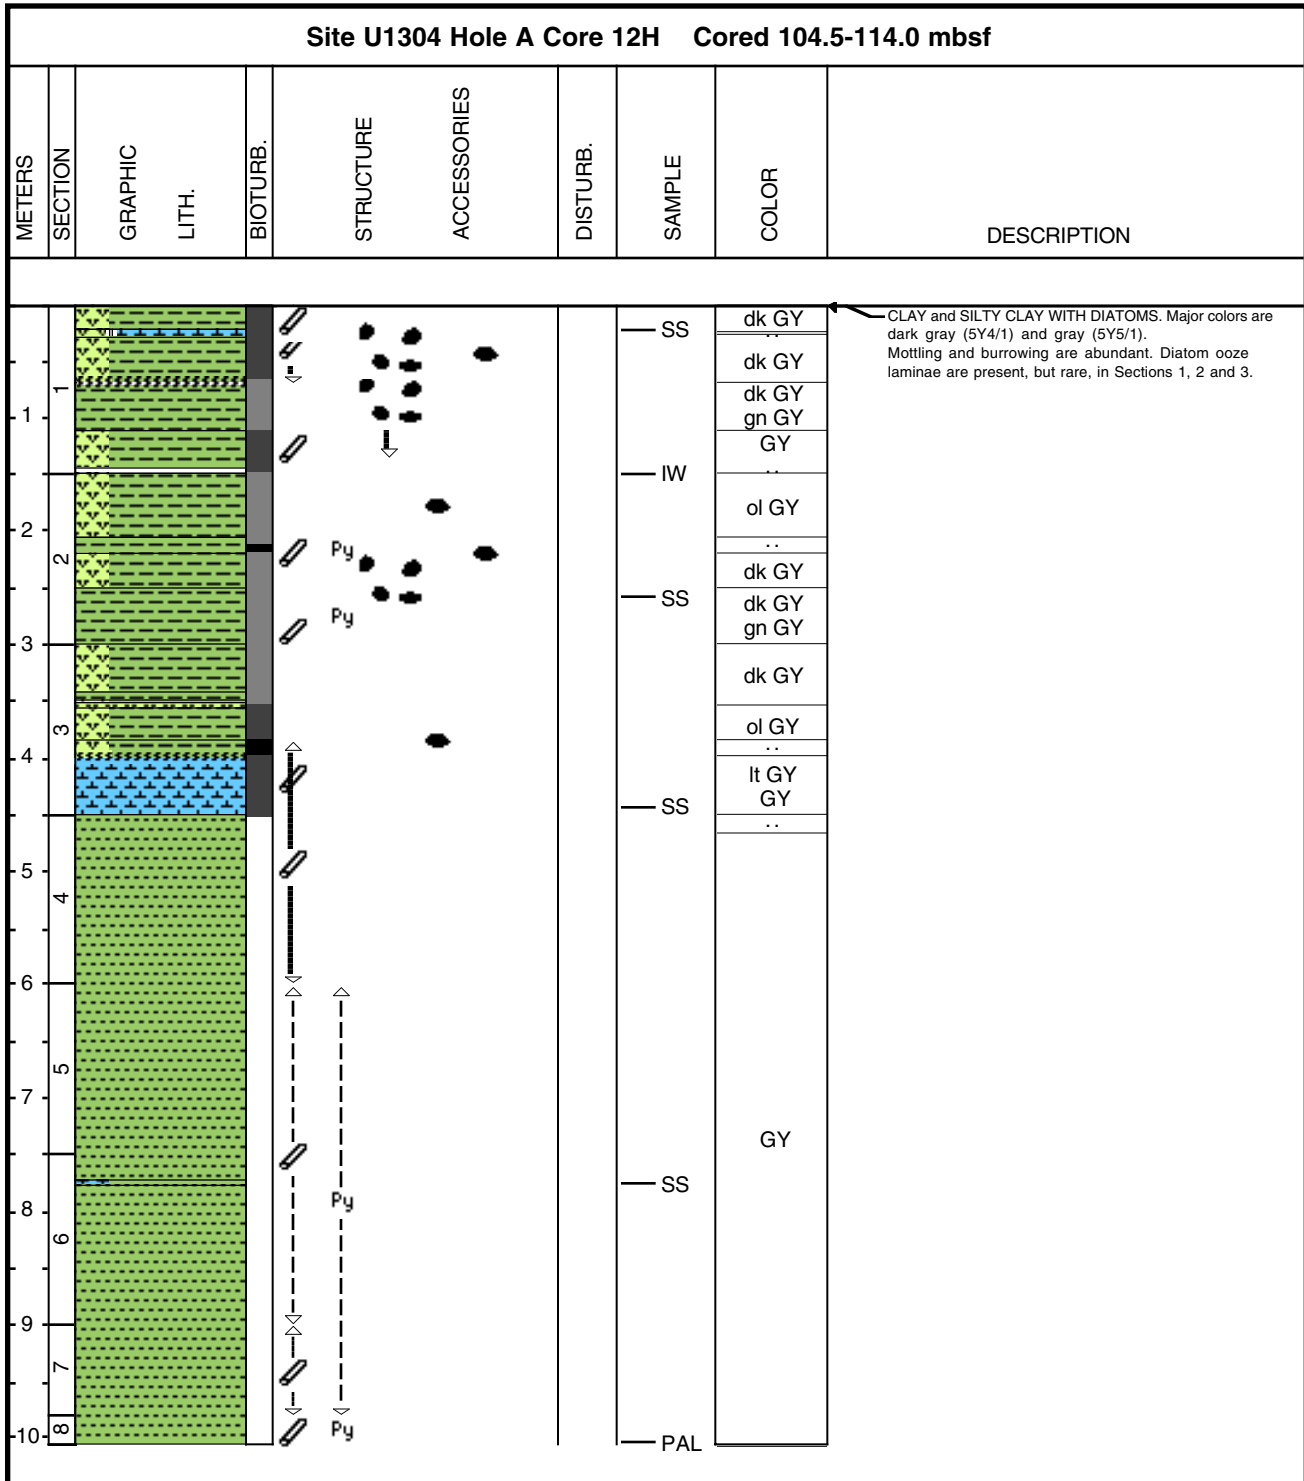 Site U1304 Hole A Core 12H Cored 104.5-114.0 mbsf
METERS
SECTION
GRAPHIC
LITH.
BIOTURB.
STRUCTURE
ACCESSORIES
DISTURB.
SAMPLE
COLOR
DESCRIPTION
CLAY and SILTY CLAY WITH DIATOMS. Major colors are
dark gray (5Y4/1) and gray (5Y5/1).
Mottling and burrowing are abundant. Diatom ooze
laminae are present, but rare, in Sections 1, 2 and 3.
1
2
3
4
5
6
7
8
9
10
1
2
3
4
5
6
7
8
Py
Py
Py
Py
SS
IW
SS
SS
SS
PAL
dk GY
..
dk GY
dk GY
gn GY
GY
..
ol GY
..
dk GY
dk GY
gn GY
dk GY
ol GY
..
lt GY
GY
..
GY